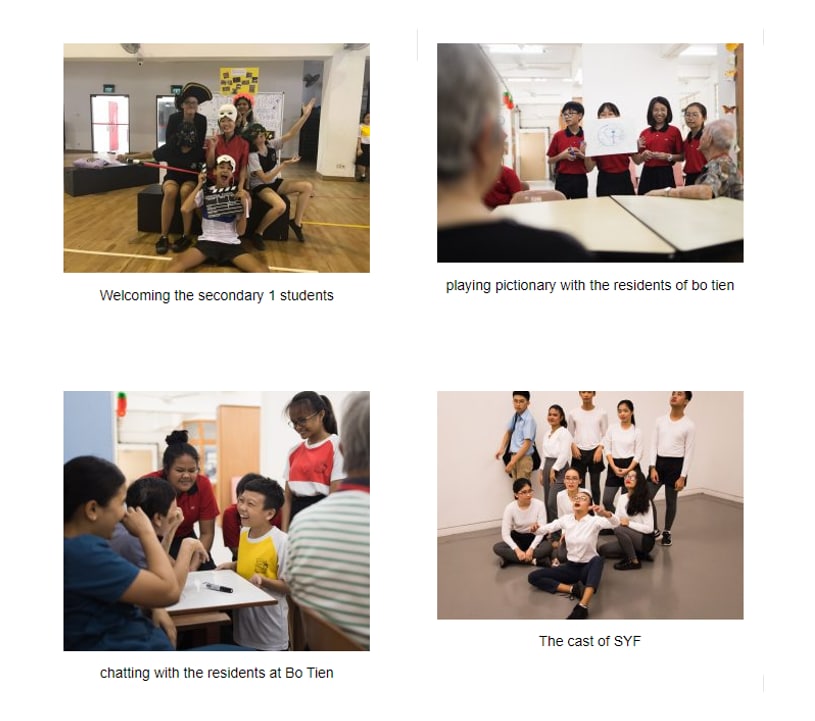 Welcoming the secondary 1 students
playing pictionary with the residents of bo tien
chatting with the residents at Bo Tien
The cast of SYF